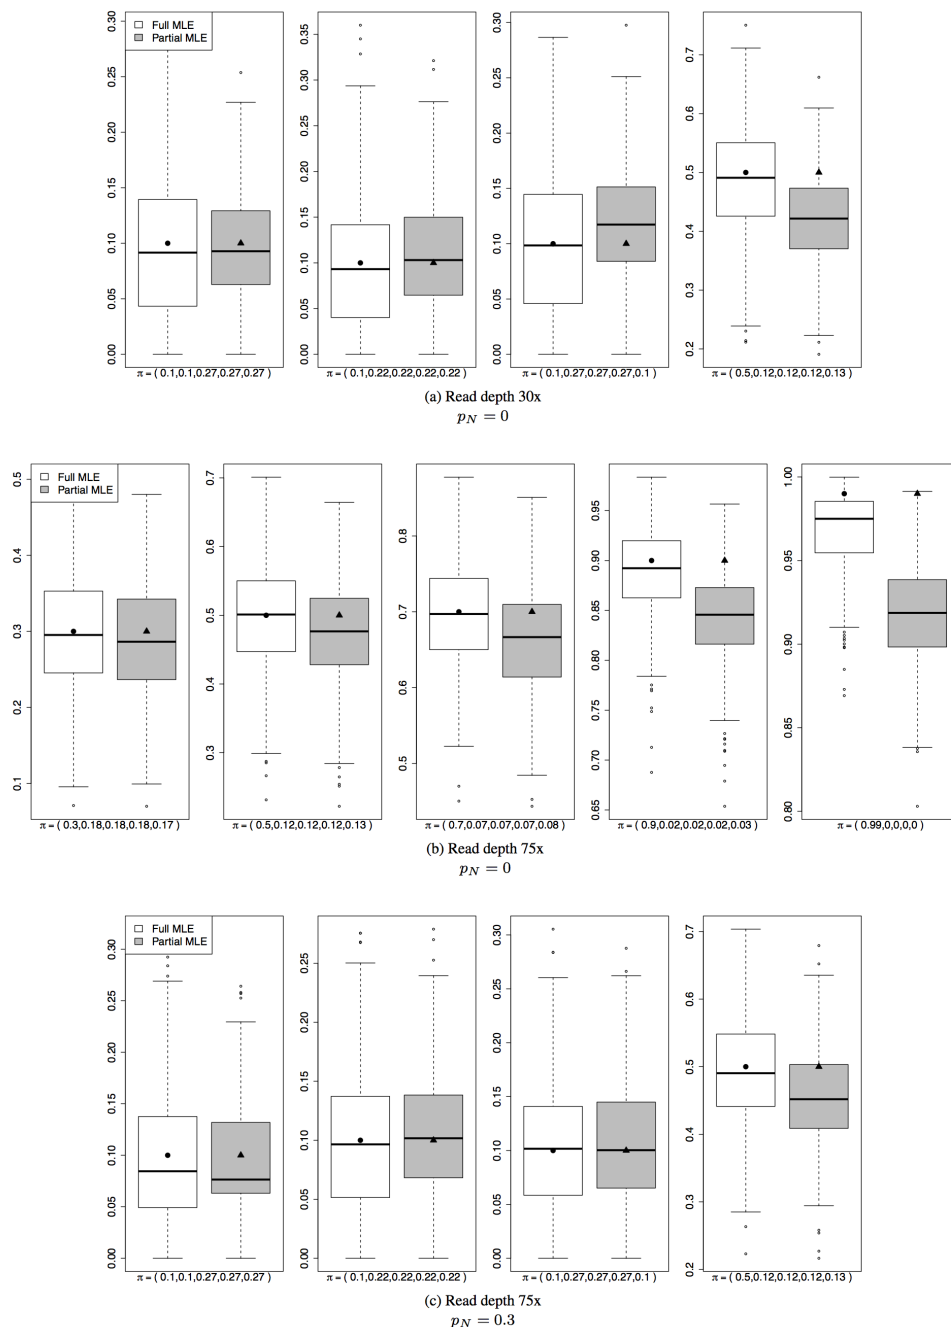 Full MLE
Partial MLE
0.00 0.05 0.10 0.15 0.20 0.25 0.30
π = ( 0.1,0.1,0.27,0.27,0.27)
0.00 0.05 0.10 0.15 0.20 0.25 0.30 0.35
π = ( 0.1,0.22,0.22,0.22,0.22)
0.00 0.05 0.10 0.15 0.20 0.25 0.30
π = ( 0.1,0.27,0.27,0.27,0.1)
0.2 0.3 0.4 0.5 0.6 0.7
π = ( 0.5,0.12,0.12,0.12,0.13)
(a) Read depth 30x
p_N = 0
Full MLE
Partial MLE
0.1 0.2 0.3 0.4 0.5
π = ( 0.3,0.18,0.18,0.18,0.17)
0.3 0.4 0.5 0.6 0.7
π = ( 0.5,0.12,0.12,0.12,0.13)
0.5 0.6 0.7 0.8
π = ( 0.7,0.07,0.07,0.07,0.08)
0.65 0.70 0.75 0.80 0.85 0.90 0.95
π = ( 0.9,0.02,0.02,0.02,0.03)
0.80 0.85 0.90 0.95 1.00
π = ( 0.99,0,0,0,0)
(b) Read depth 75x
p_N = 0
Full MLE
Partial MLE
0.00 0.05 0.10 0.15 0.20 0.25 0.30
π = ( 0.1,0.1,0.27,0.27,0.27)
0.00 0.05 0.10 0.15 0.20 0.25
π = ( 0.1,0.22,0.22,0.22,0.22)
0.00 0.05 0.10 0.15 0.20 0.25 0.30
π = ( 0.1,0.27,0.27,0.27,0.1)
0.2 0.3 0.4 0.5 0.6 0.7
π = ( 0.5,0.12,0.12,0.12,0.13)
(c) Read depth 75x
p_N = 0.3